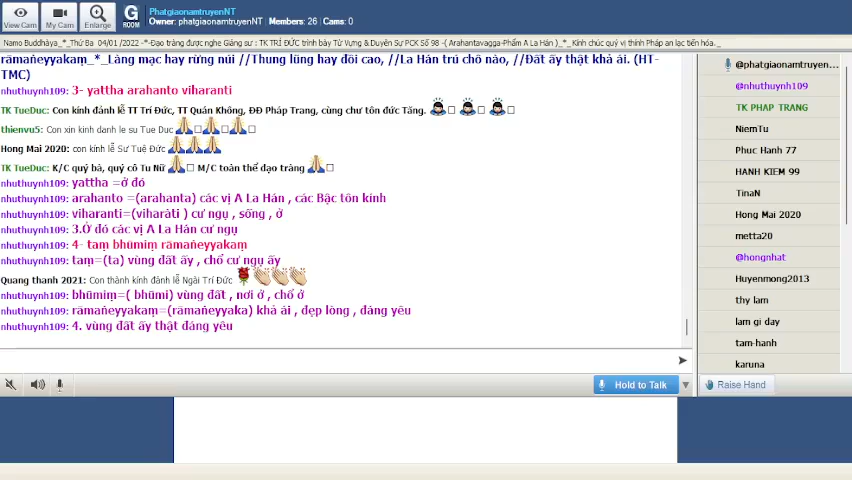 View Cam
My Cam
Enlarge
G ROOM
PhatgiaonamtruyenNT
Owner: phatgiaonamtruyenNT | Members: 26 | Cams: 0
Namo Buddhàya_*_Thứ Ba 04/01 /2022 -*-Đạo tràng được nghe Giảng sư : TK TRÍ ĐỨC trình bày Từ Vựng & Duyên Sự PCK Số 98 -( Arahantavagga-Phẩm A La Hán )_*_ Kính chúc quý vị thính Pháp an lạc tiến hóa._
rāmaṇeyyakaṃ_*_Làng mạc hay rừng núi //Thung lũng hay đồi cao, //La Hán trú chỗ nào, //Đất ấy thật khả ái. (HT-TMC)
nhuthuynh109: 3- yattha arahanto viharanti
TK TueDuc: Con kính đảnh lễ TT Trí Đức, TT Quán Không, ĐĐ Pháp Trang, cùng chư tôn đức Tăng.
thienvu5: Con xin kinh danh le su Tue Duc
Hong Mai 2020: con kính lễ Sư Tuệ Đức
TK TueDuc: K/C quý bà, quý cô Tu Nữ M/C toàn thể đạo tràng
nhuthuynh109: yattha =ở đó
nhuthuynh109: arahanto =(arahanta) các vị A La Hán , các Bậc tôn kính
nhuthuynh109: viharanti=(viharàti ) cư ngụ , sống , ở
nhuthuynh109: 3.Ở đó các vị A La Hán cư ngụ
nhuthuynh109: 4- taṃ bhūmiṃ rāmaṇeyyakaṃ
nhuthuynh109: taṃ=(ta) vùng đất ấy , chổ cư ngụ ấy
Quang thanh 2021: Con thành kính đảnh lễ Ngài Trí Đức
nhuthuynh109: bhūmiṃ=( bhūmi) vùng đất , nơi ở , chổ ở
nhuthuynh109: rāmaṇeyyakaṃ=(rāmaṇeyyaka) khả ái , đẹp lòng , đáng yêu
nhuthuynh109: 4. vùng đất ấy thật đáng yêu
Hold to Talk
@phatgiaonamtruyen...
@nhuthuynh109
TK PHAP TRANG
NiemTu
Phuc Hanh 77
HANH KIEM 99
TinaN
Hong Mai 2020
metta20
@hongnhat
Huyenmong2013
thy lam
lam gi day
tam-hanh
karuna
Raise Hand